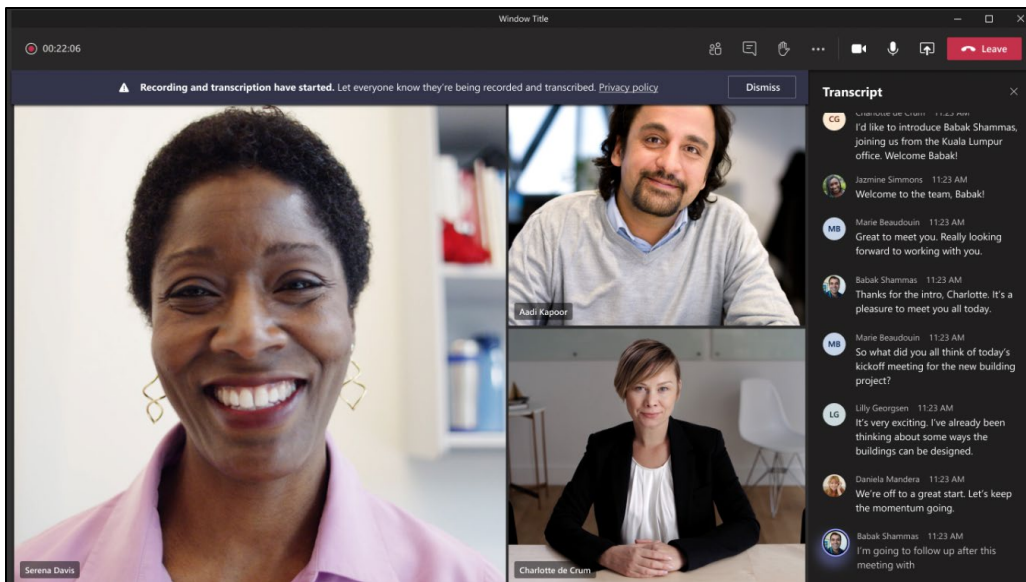 Window Title
00:22:06
Leave
Recording and transcription have started. Let everyone know they're being recorded and transcribed. Privacy policy
Dismiss
Serena Davis
Aadi Kapoor
Charlotte de Crum
Transcript
CG
Charlotte de Crum 11:23 AM
I'd like to introduce Babak Shammas,
joining us from the Kuala Lumpur
office. Welcome Babak!
Jazmine Simmons 11:23 AM
Welcome to the team, Babak!
MB
Marie Beaudouin 11:23 AM
Great to meet you. Really looking
forward to working with you.
Babak Shammas 11:23 AM
Thanks for the intro, Charlotte. It's a
pleasure to meet you all today.
MB
Marie Beaudouin 11:23 AM
So what did you all think of today's
kickoff meeting for the new building
project?
LG
Lilly Georgsen 11:23 AM
It's very exciting. I've already been
thinking about some ways the
buildings can be designed.
Daniela Mandera 11:23 AM
We're off to a great start. Let's keep
the momentum going.
Babak Shammas 11:23 AM
I'm going to follow up after this
meeting with